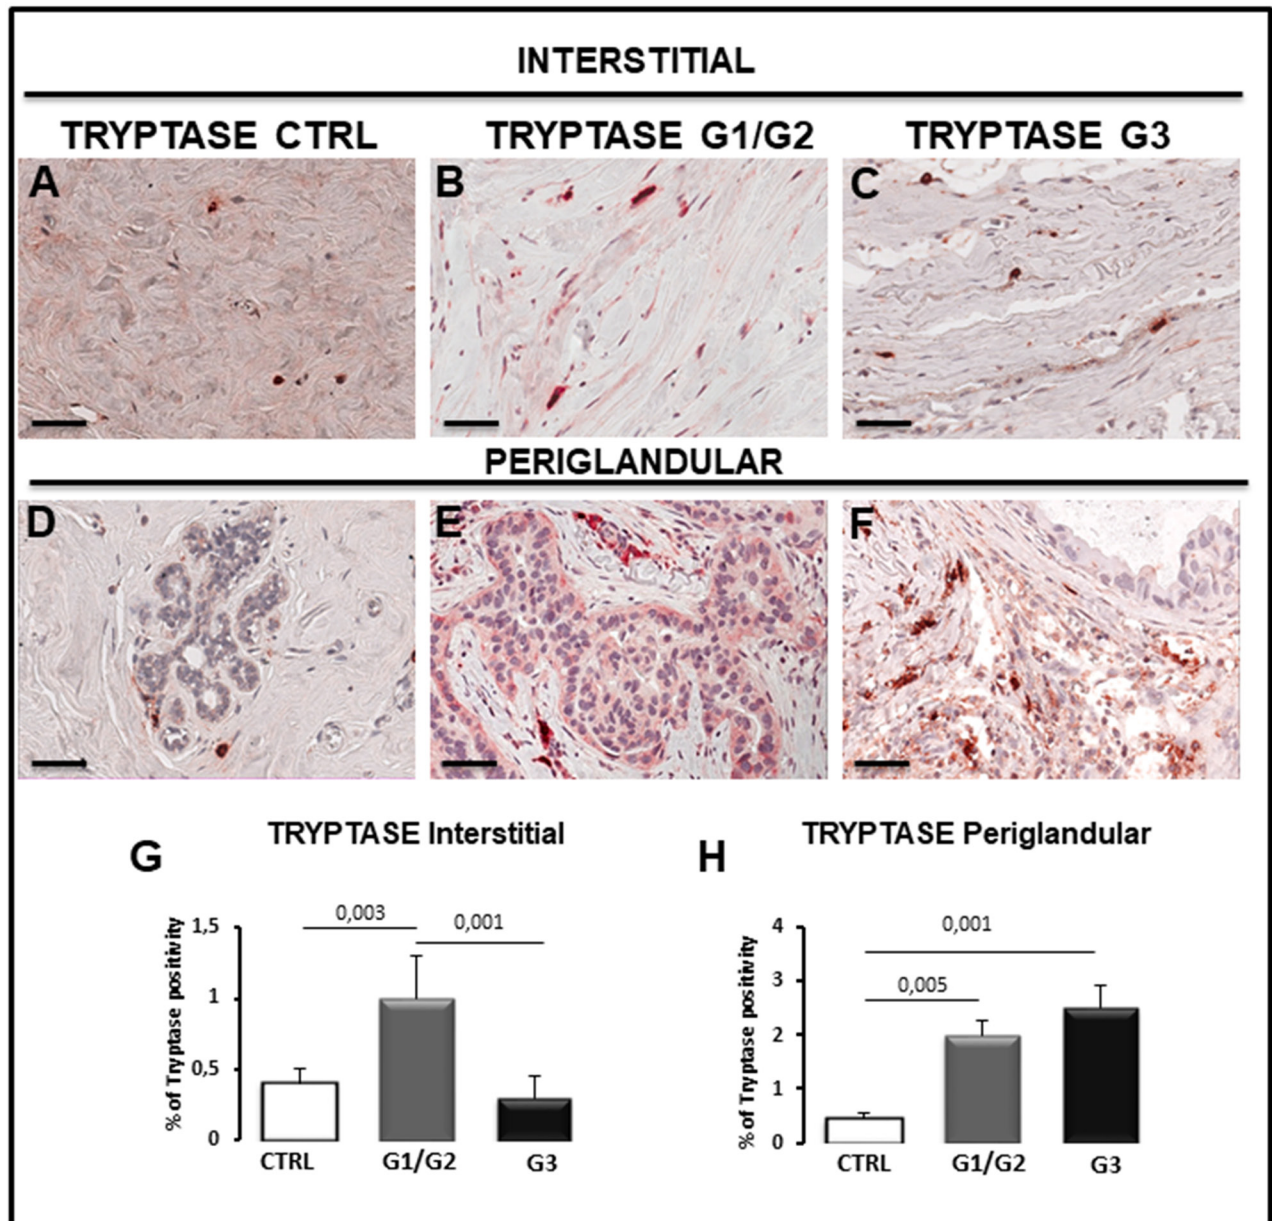 INTERSTITIAL
TRYPTASE CTRL TRYPTASE G1/G2 TRYPTASE G3
A B C
PERIGLANDULAR
D E F
TRYPTASE Interstitial
G
% of Tryptase positivity
1,5
1
0,5
0
0,003
0,001
CTRL G1/G2 G3
TRYPTASE Periglandular
H
% of Tryptase positivity
4
3
2
1
0
0,001
0,005
CTRL G1/G2 G3